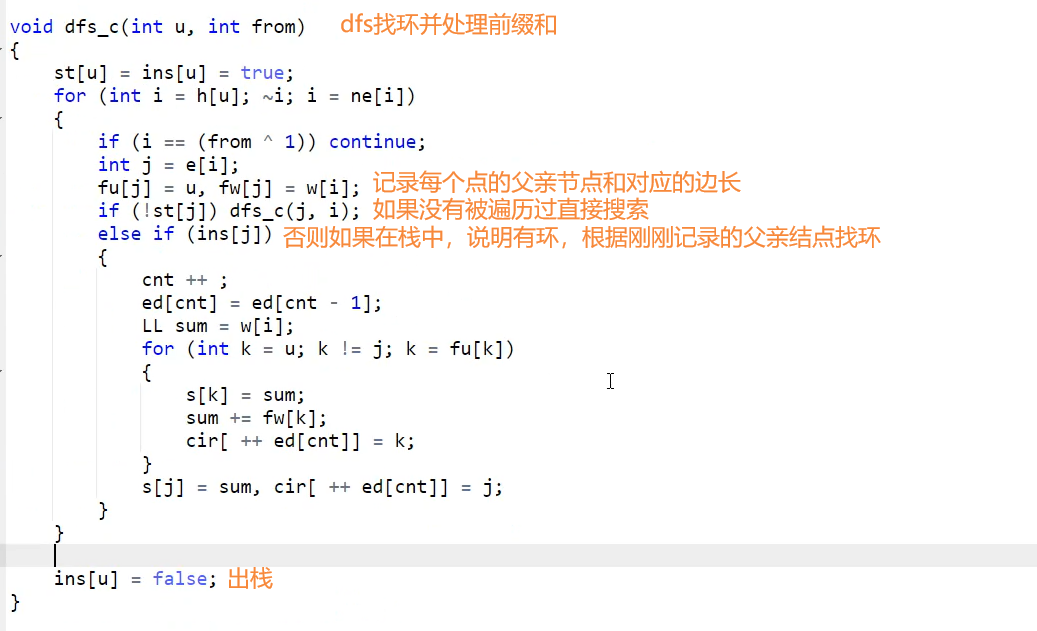 void dfs_c(int u, int from) dfs找环并处理前缀和
{
st[u] = ins[u] = true;
for (int i = h[u]; ~i; i = ne[i])
{
if (i == (from ^ 1)) continue;
int j = e[i];
fu[j] = u, fw[j] = w[i]; 记录每个点的父亲节点和对应的边长
if (!st[j]) dfs_c(j, i); 如果没有被遍历过直接搜索
else if (ins[j]) 否则如果在栈中，说明有环，根据刚刚记录的父亲结点找环
{
cnt ++ ;
ed[cnt] = ed[cnt - 1];
LL sum = w[i];
for (int k = u; k != j; k = fu[k])
{
s[k] = sum;
sum += fw[k];
cir[ ++ ed[cnt]] = k;
}
s[j] = sum, cir[ ++ ed[cnt]] = j;
}
}
ins[u] = false; 出栈
}